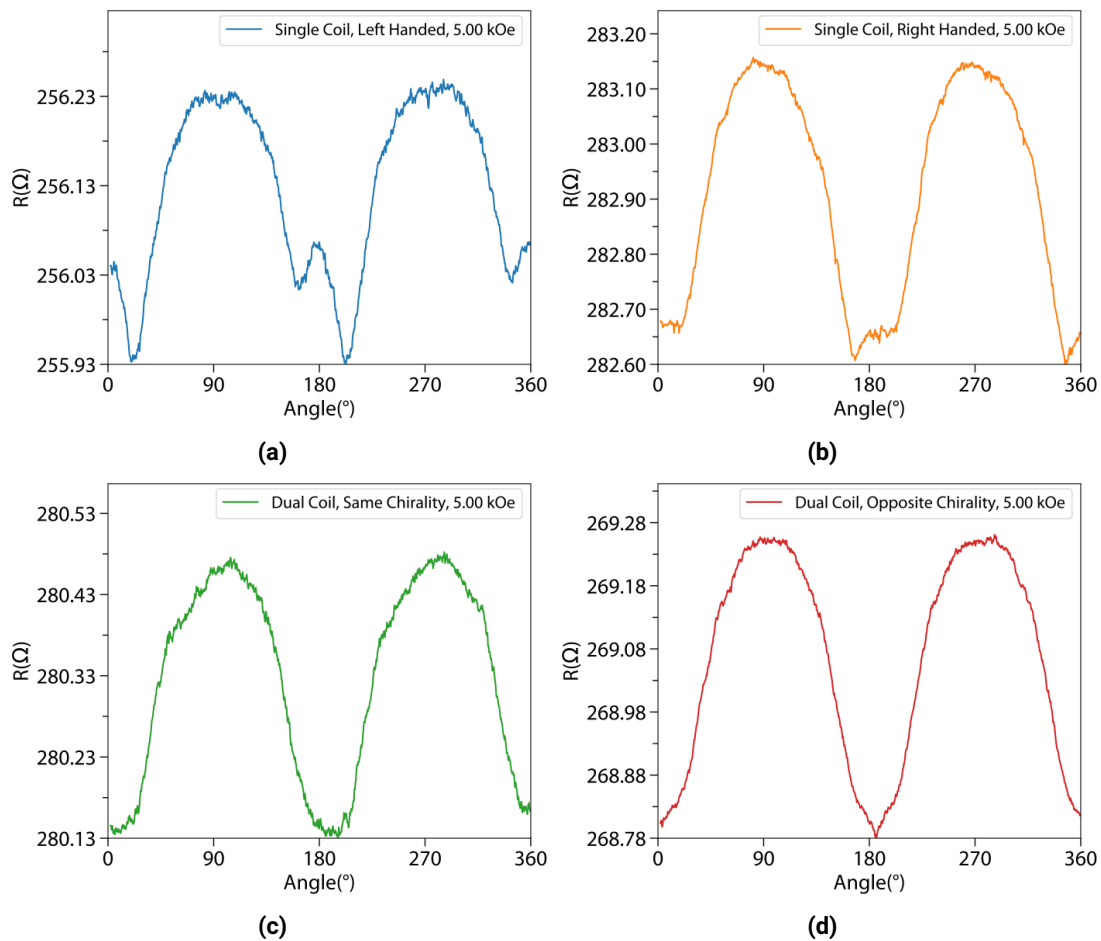 Single Coil, Left Handed, 5.00 kOe
256.23
256.13
256.03
255.93
R(Ω)
0 90 180 270 360
Angle(°)
(a)
Single Coil, Right Handed, 5.00 kOe
283.20
283.10
283.00
282.90
282.80
282.70
282.60
R(Ω)
0 90 180 270 360
Angle(°)
(b)
Dual Coil, Same Chirality, 5.00 kOe
280.53
280.43
280.33
280.23
280.13
R(Ω)
0 90 180 270 360
Angle(°)
(c)
Dual Coil, Opposite Chirality, 5.00 kOe
269.28
269.18
269.08
268.98
268.88
268.78
R(Ω)
0 90 180 270 360
Angle(°)
(d)